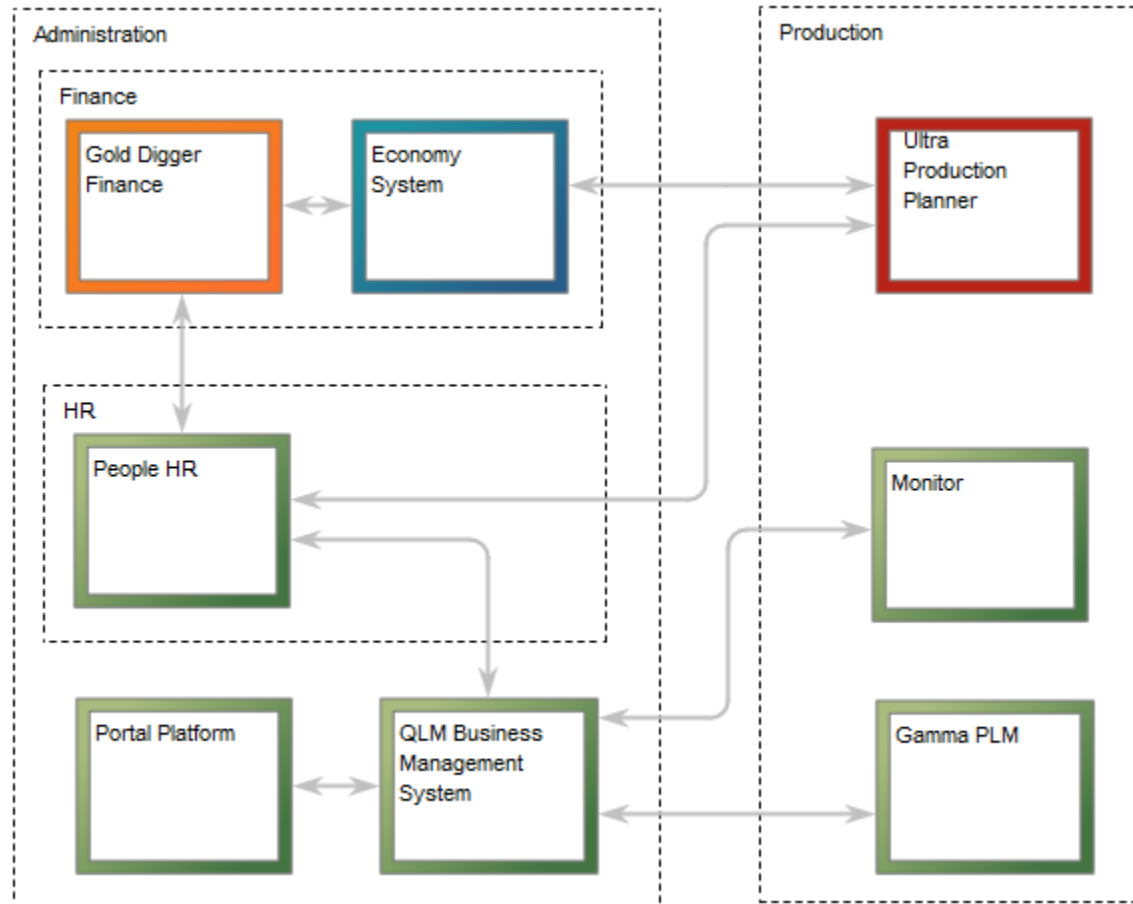 Administration
Production
Finance
Gold Digger
Finance
Economy
System
Ultra
Production
Planner
HR
People HR
Monitor
Portal Platform
QLM Business
Management
System
Gamma PLM